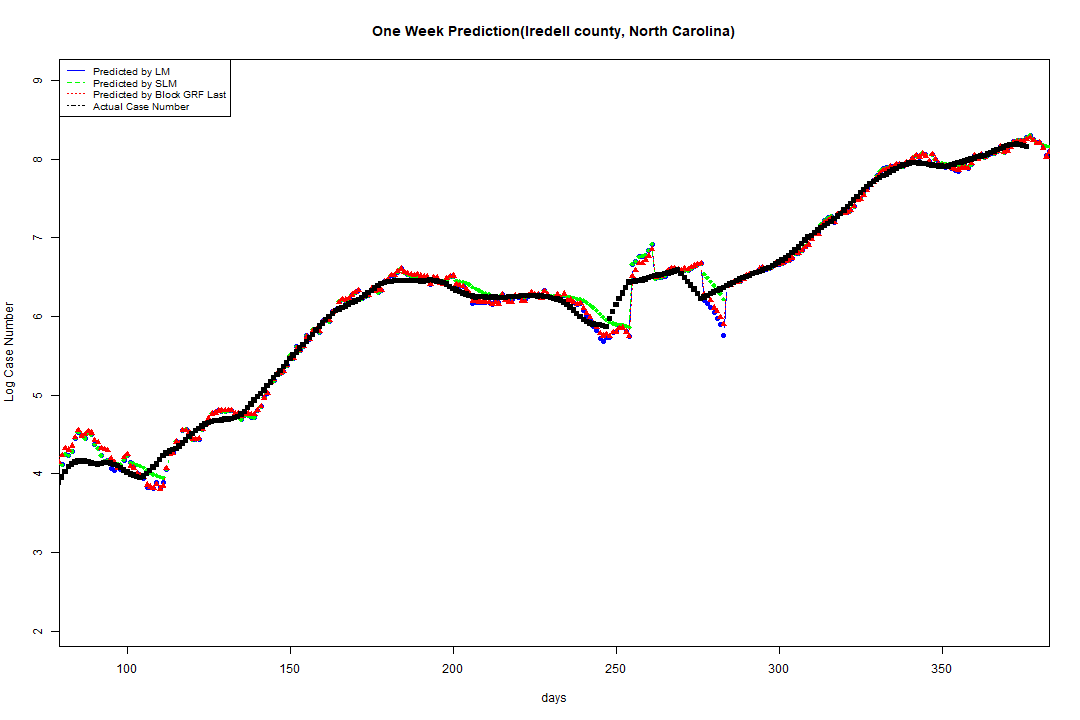 One Week Prediction(Iredell county, North Carolina)
Predicted by LM
Predicted by SLM
Predicted by Block GRF Last
Actual Case Number
Log Case Number
9
8
7
6
5
4
3
2
100 150 200 250 300 350
days